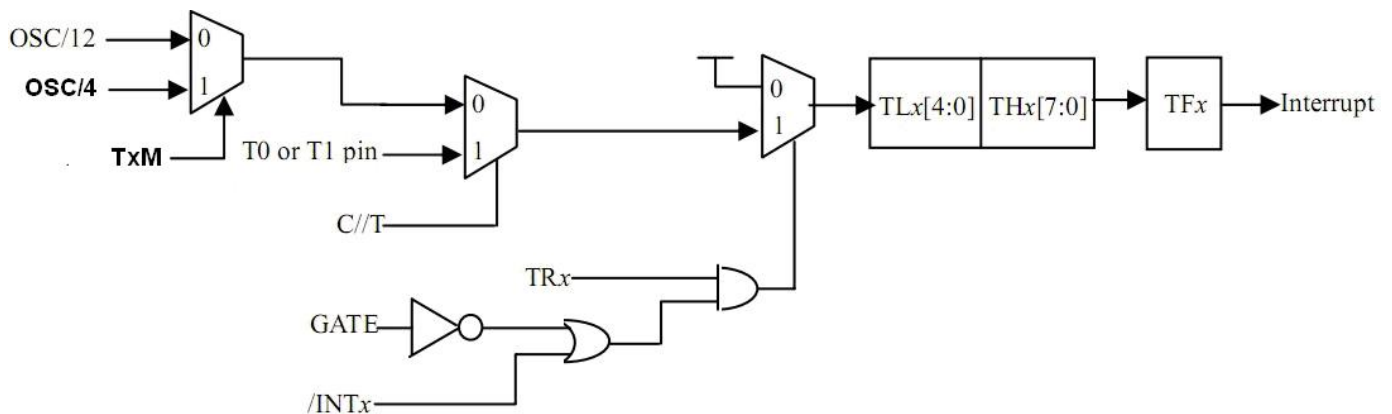 OSC/12
0
OSC/4
1
TxM
0
T0 or T1 pin
1
C//T
0
1
TLx[4:0]
THx[7:0]
TFx
Interrupt
TRx
GATE
/INTx